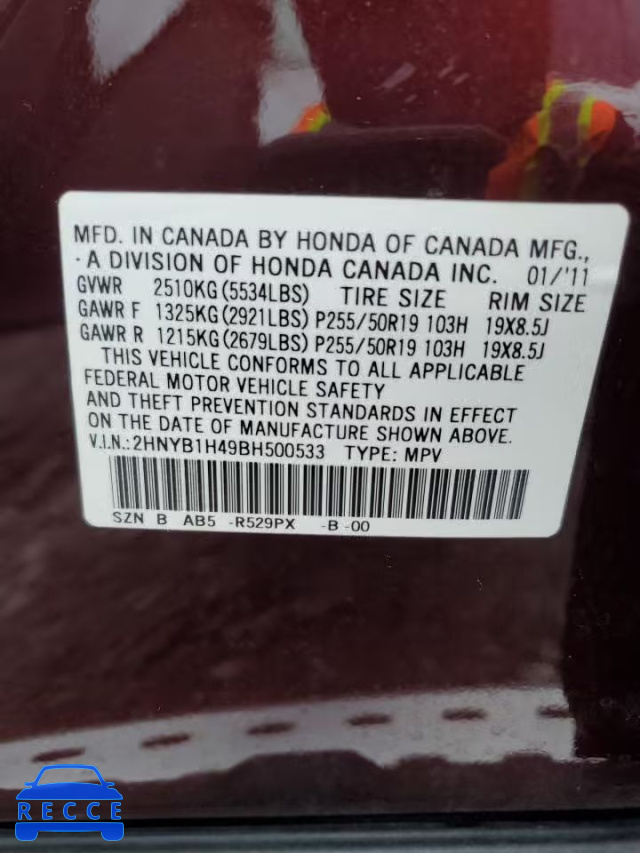 MFD. IN CANADA BY HONDA OF CANADA MFG.,
A DIVISION OF HONDA CANADA INC. 01/'11
GVWR 2510KG(5534LBS) TIRE SIZE RIM SIZE
GAWR F 1325KG(2921LBS) P255/50R19 103H 19X8.5J
GAWR R 1215KG(2679LBS) P255/50R19 103H 19X8.5J
THIS VEHICLE CONFORMS TO ALL APPLICABLE
FEDERAL MOTOR VEHICLE SAFETY
AND THEFT PREVENTION STANDARDS IN EFFECT
ON THE DATE OF MANUFACTURE SHOWN ABOVE.
V.I.N.: 2HNYB1H49BH500533 TYPE: MPV
SZN B AB5 -R529PX -B -00
RECCE